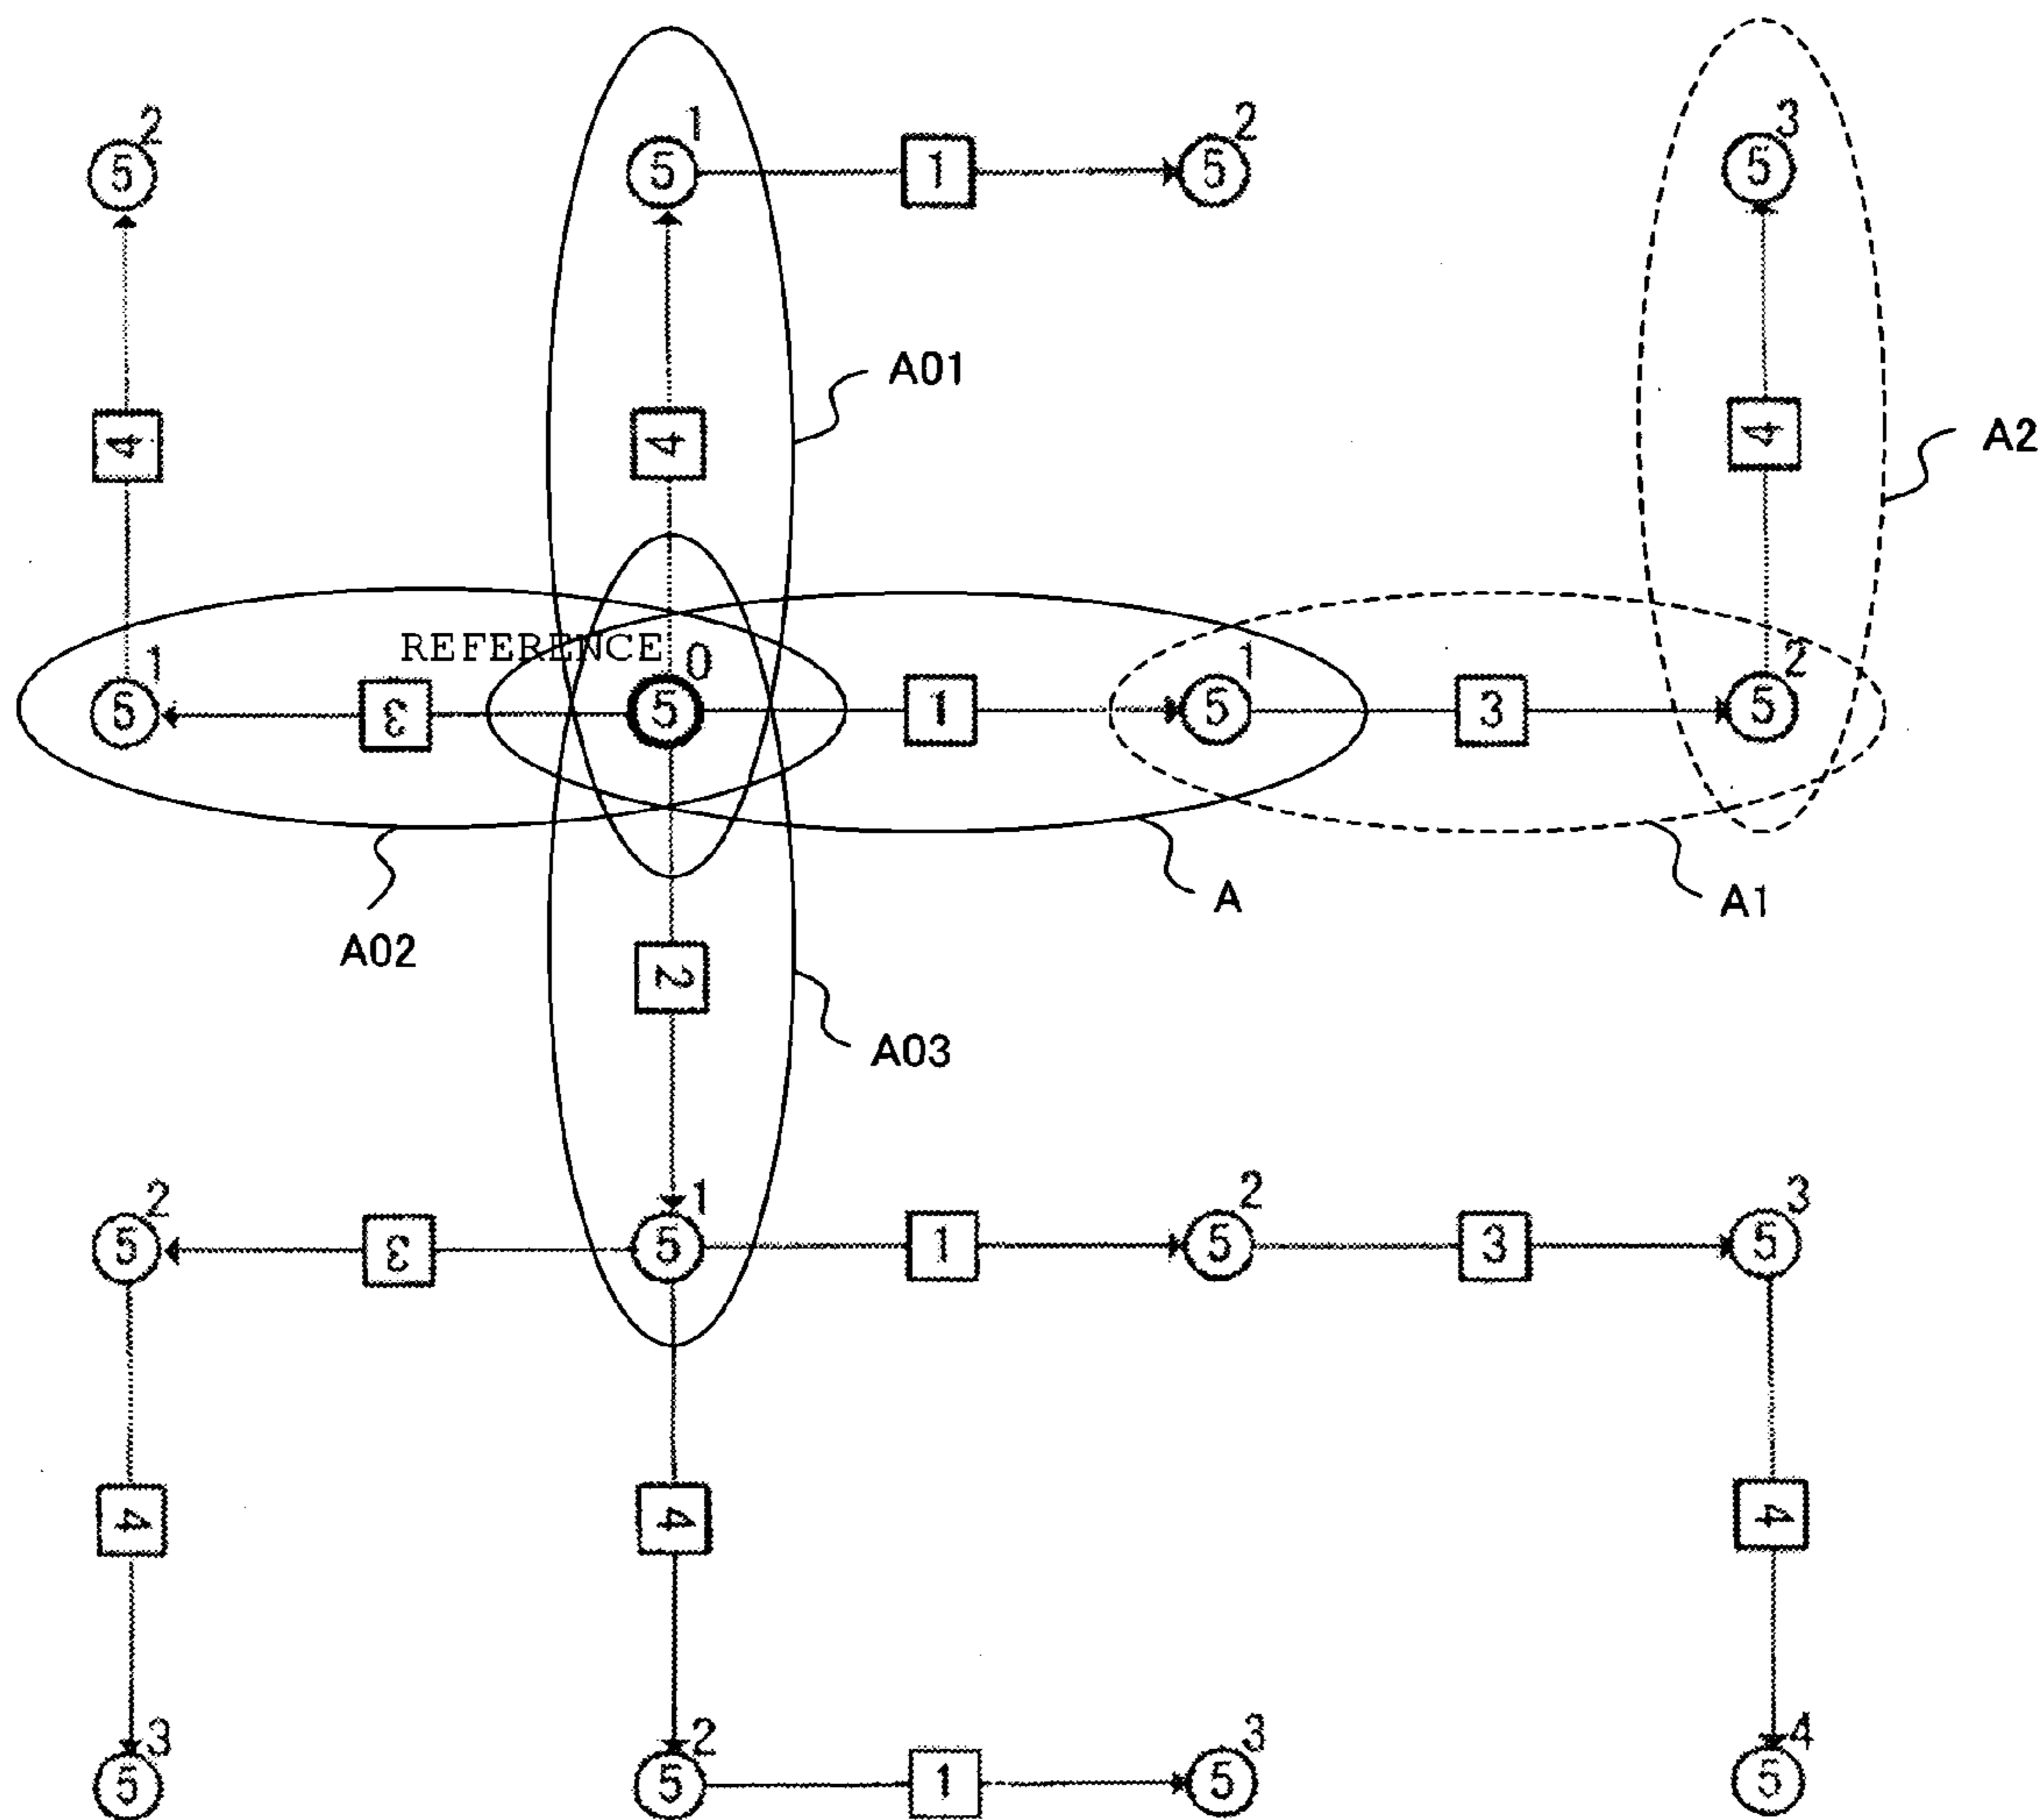 2 1 2 3
5 5 1 5 5
A01
4 4 4 A2
REFERENCE
1 0 1 2
6 3 5 1 5 3 5
A02 A A1
2
A03
2 1 2 3
5 3 5 1 5 3 5
4 4 4
3 2 3 4
5 5 1 5 5